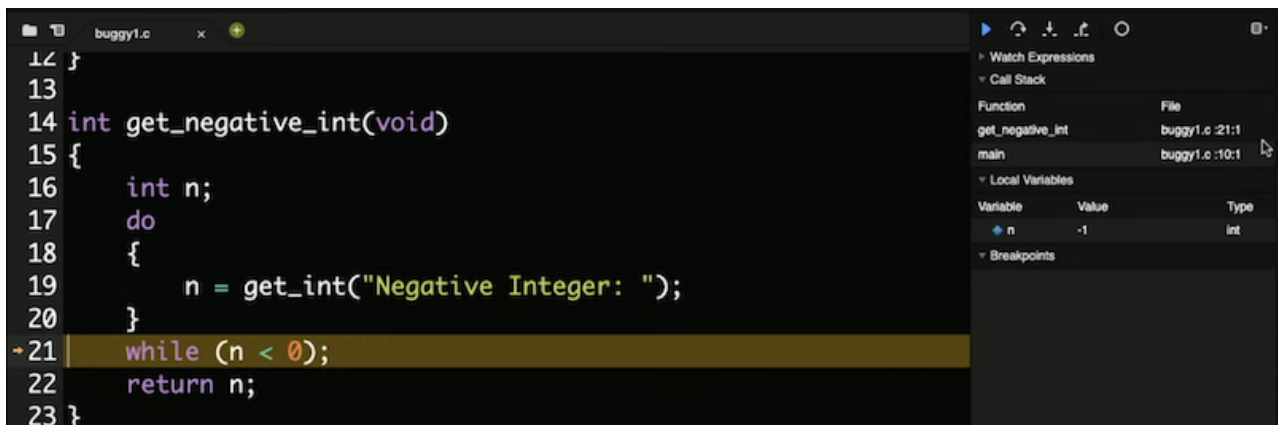 buggy1.c x
12 }
13
14 int get_negative_int(void)
15 {
16 int n;
17 do
18 {
19 n = get_int("Negative Integer: ");
20 }
21 while (n < 0);
22 return n;
23 }
Watch Expressions
Call Stack
Function File
get_negative_int buggy1.c :21:1
main buggy1.c :10:1
Local Variables
Variable Value Type
n -1 int
Breakpoints